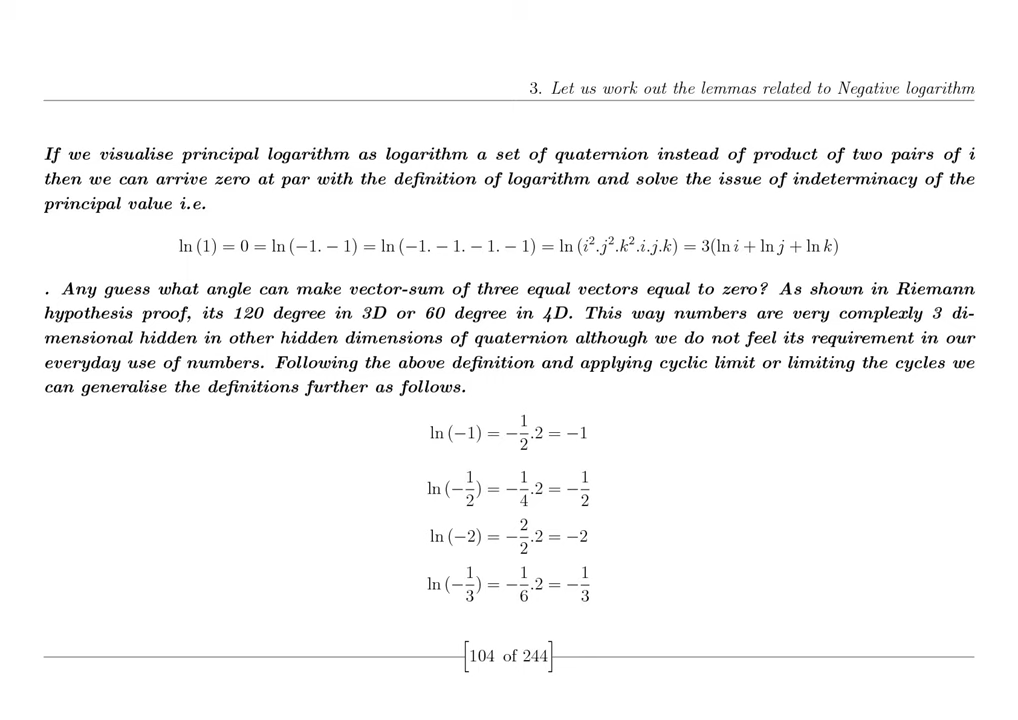 3. Let us work out the lemmas related to Negative logarithm
If we visualise principal logarithm as logarithm a set of quaternion instead of product of two pairs of i
then we can arrive zero at par with the definition of logarithm and solve the issue of indeterminacy of the
principal value i.e.
ln (1) = 0 = ln (−1. − 1) = ln (−1. − 1. − 1. − 1) = ln (i².j².k².i.j.k) = 3(ln i + ln j + ln k)
. Any guess what angle can make vector-sum of three equal vectors equal to zero? As shown in Riemann
hypothesis proof, its 120 degree in 3D or 60 degree in 4D. This way numbers are very complexly 3 di-
mensional hidden in other hidden dimensions of quaternion although we do not feel its requirement in our
everyday use of numbers. Following the above definition and applying cyclic limit or limiting the cycles we
can generalise the definitions further as follows.
ln (−1) = −1/2.2 = −1
ln (−1/2) = −1/4.2 = −1/2
ln (−2) = −2/2.2 = −2
ln (−1/3) = −1/6.2 = −1/3
[104 of 244]